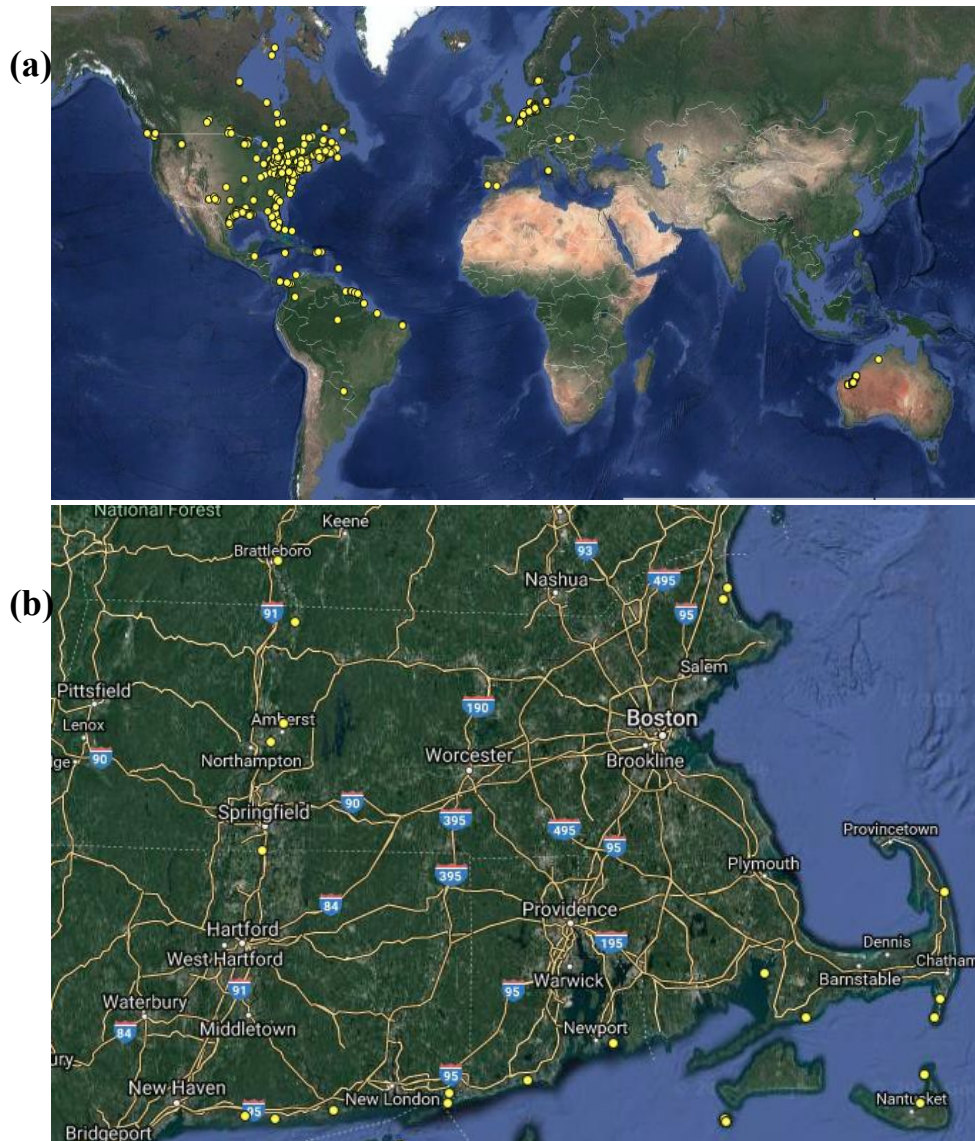 (a)
(b)
National Forest
Keene
Brattleboro
93
Nashua
495
91
95
Salem
Pittsfield
190
Lenox
Amherst
Boston
90
Northampton
Worcester
Brookline
Springfield
90
395
495
Provincetown
95
Plymouth
395
84
Providence
Hartford
195
Dennis
West Hartford
Warwick
Barnstable
Chatham
91
95
Waterbury
84
Middletown
Newport
ury
95
New Haven
New London
Nantucket
95
Bridgeport